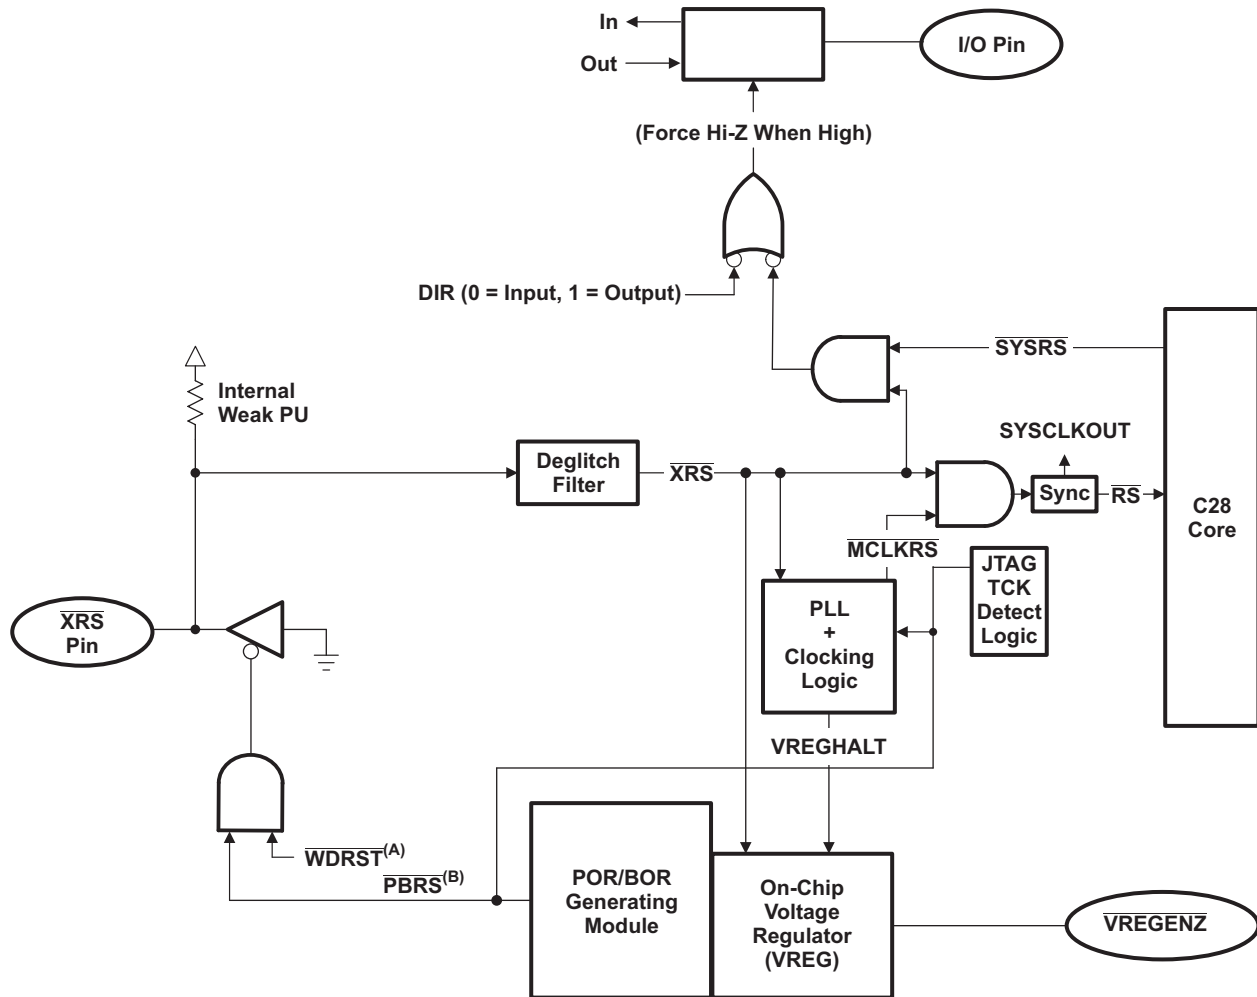 In
Out
I/O Pin
(Force Hi-Z When High)
DIR (0 = Input, 1 = Output)
Internal
Weak PU
SYSRS
SYSCLKOUT
Deglitch
Filter
XRS
Sync
RS
C28
Core
MCLKRS
JTAG
TCK
Detect
Logic
PLL
+
Clocking
Logic
XRS
Pin
VREGHALT
WDRST(A)
PBRS(B)
POR/BOR
Generating
Module
On-Chip
Voltage
Regulator
(VREG)
VREGENZ